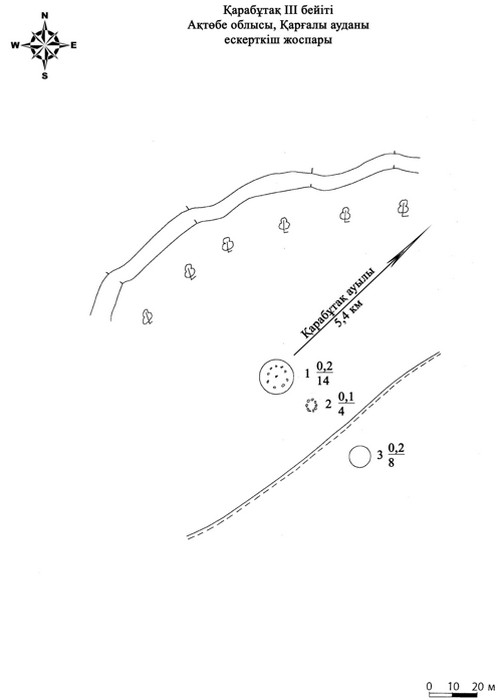 Қарабұтақ III бейіті
Ақтөбе облысы, Қарғалы ауданы
ескерткіш жоспары
N
W E
S
Қарабұтақ ауылы
5,4 км
1 0,2
14
2 0,1
4
3 0,2
8
0 10 20 м